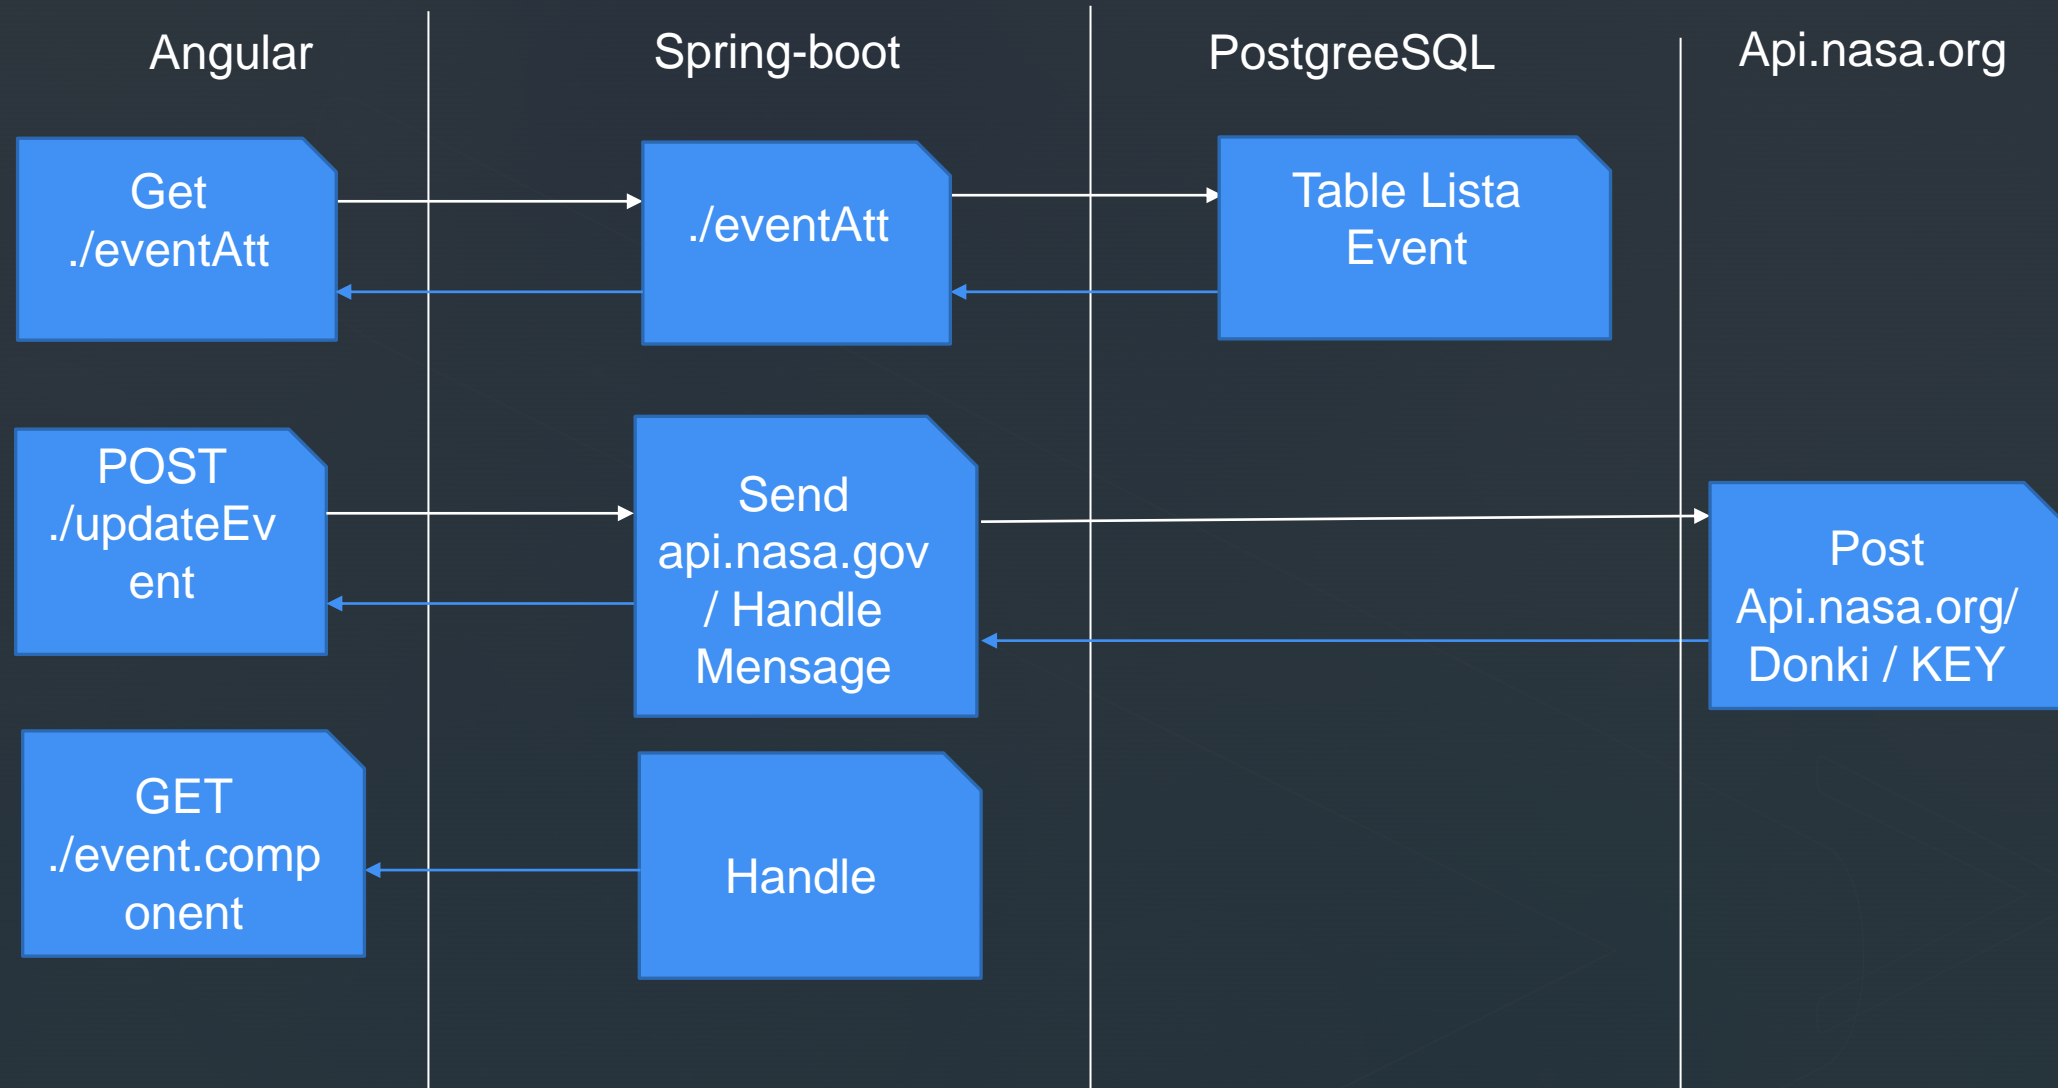 Angular
Spring-boot
PostgreeSQL
Api.nasa.org
Get
./eventAtt
./eventAtt
Table Lista
Event
POST
./updateEv
ent
Send
api.nasa.gov
/ Handle
Mensage
Post
Api.nasa.org/
Donki / KEY
GET
./event.comp
onent
Handle